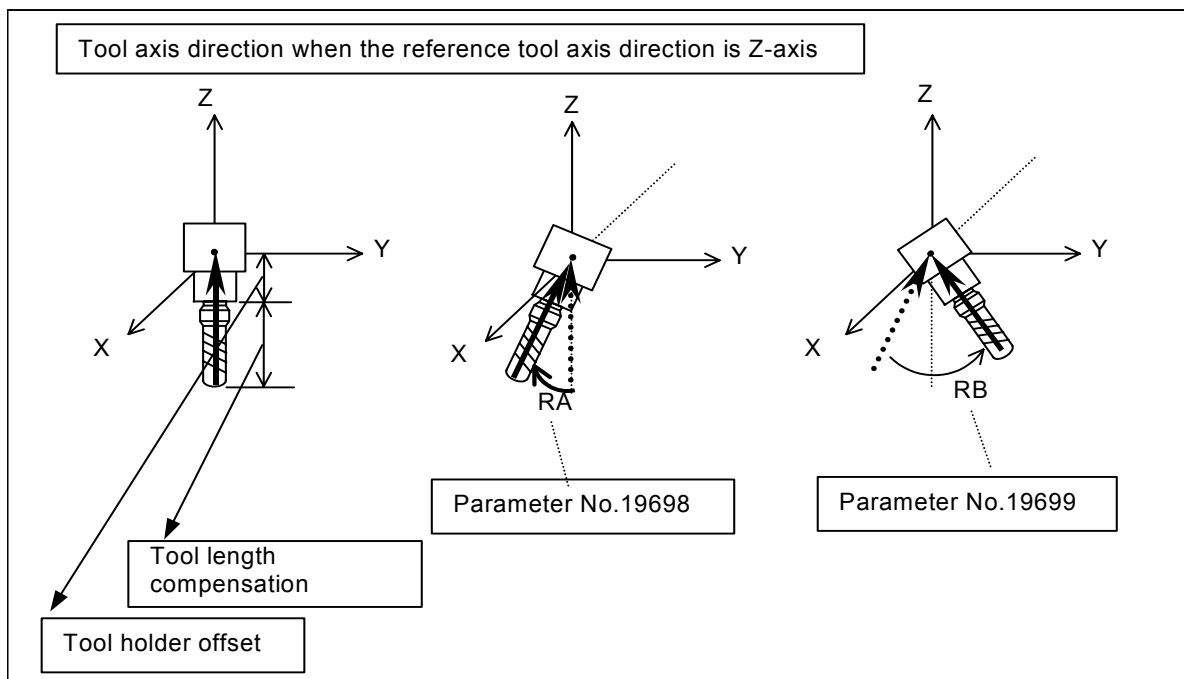 Tool axis direction when the reference tool axis direction is Z-axis
Z
Y
X
Z
Y
X
RA
Z
Y
X
RB
Parameter No.19698
Parameter No.19699
Tool length
compensation
Tool holder offset